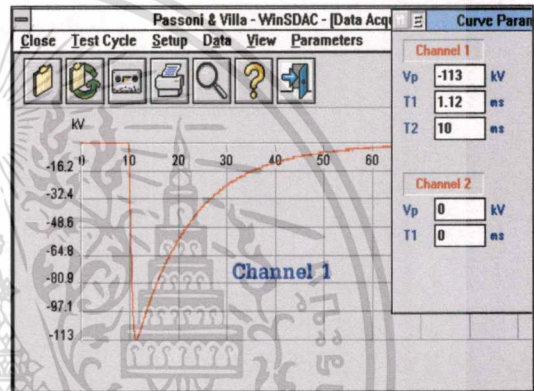 Passoni & Villa - WinSDAC - [Data Acq
Close Test Cycle Setup Data View Parameters
Curve Param
Channel 1
Vp -113 kV
T1 1.12 ms
T2 10 ms
Channel 2
Vp 0 kV
T1 0 ms
kV
0 10 20 30 40 50 60
-16.2
-32.4
-48.6
-64.8
-80.9
-97.1
-113
Channel 1